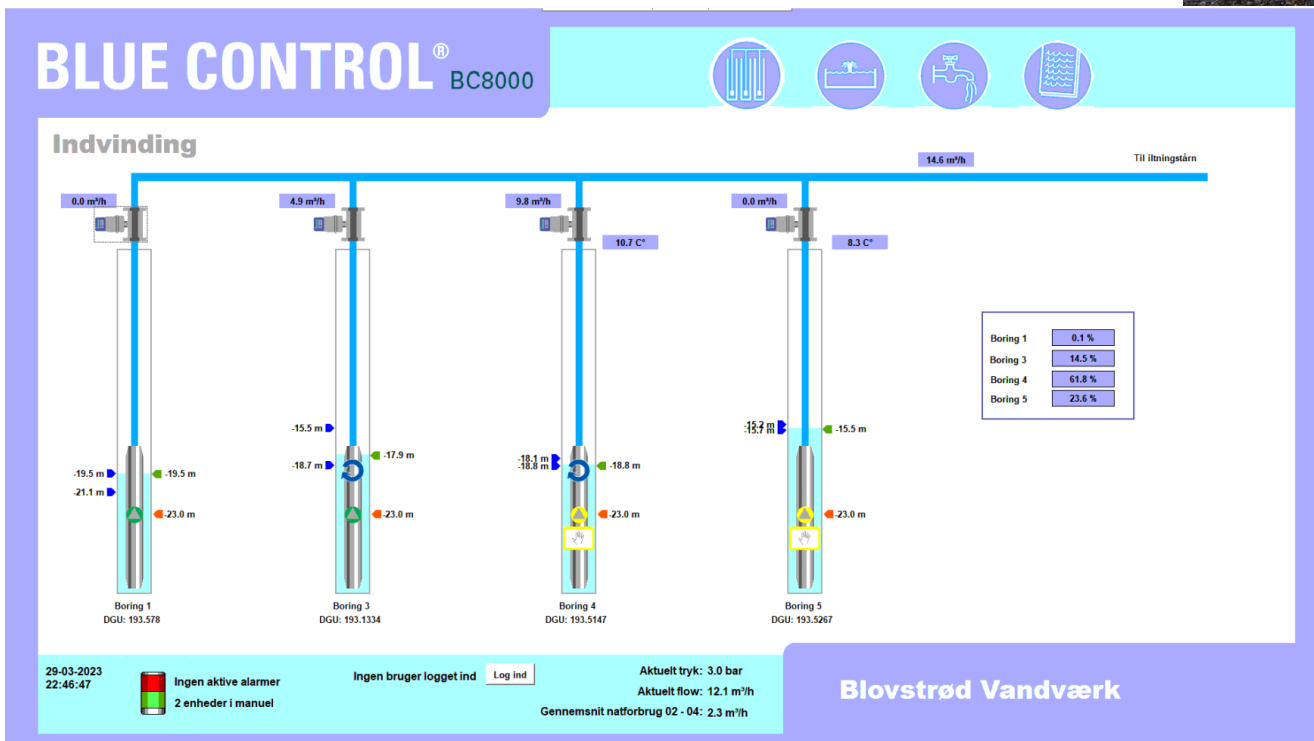 BLUE CONTROL® BC8000
Indvinding
14.6 m³/h
Til iltningstårn
0.0 m³/h
4.9 m³/h
9.8 m³/h
0.0 m³/h
10.7 C°
8.3 C°
Boring 1 0.1 %
Boring 3 14.5 %
Boring 4 61.8 %
Boring 5 23.6 %
-19.5 m
-21.1 m
-19.5 m
-23.0 m
-15.5 m
-18.7 m
-17.9 m
-23.0 m
-18.1 m
-18.8 m
-18.8 m
-23.0 m
-15.2 m
-15.7 m
-15.5 m
-23.0 m
Boring 1
DGU: 193.578
Boring 3
DGU: 193.1334
Boring 4
DGU: 193.5147
Boring 5
DGU: 193.5267
29-03-2023
22:46:47
Ingen aktive alarmer
2 enheder i manuel
Ingen bruger logget ind Log ind
Aktuelt tryk: 3.0 bar
Aktuelt flow: 12.1 m³/h
Gennemsnit natforbrug 02 - 04: 2.3 m³/h
Blovstrød Vandværk